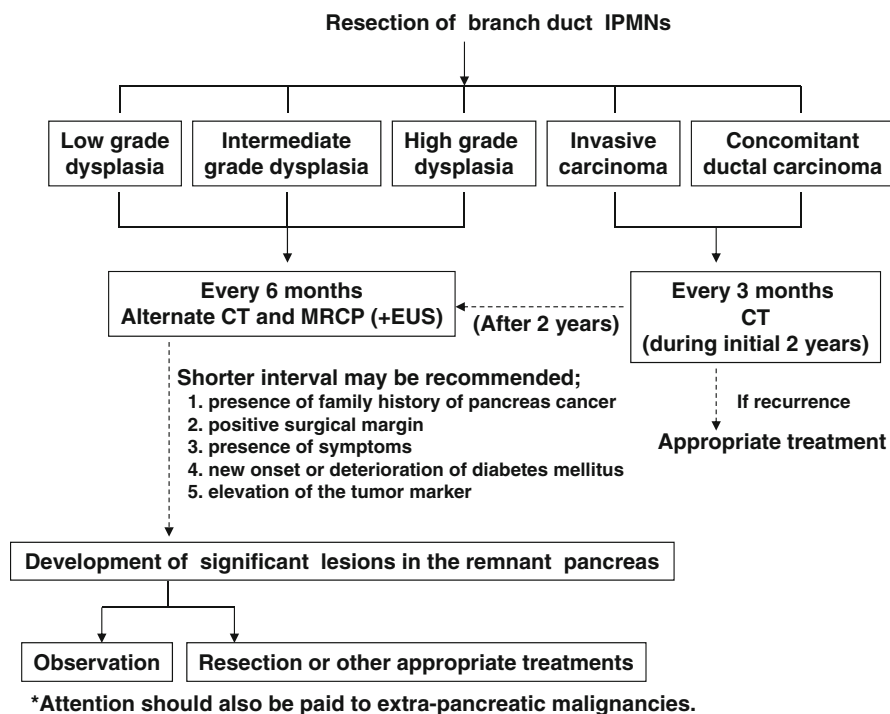 Resection of branch duct IPMNs
Low grade
dysplasia
Intermediate
grade dysplasia
High grade
dysplasia
Invasive
carcinoma
Concomitant
ductal carcinoma
Every 6 months
Alternate CT and MRCP (+EUS)
(After 2 years)
Every 3 months
CT
(during initial 2 years)
Shorter interval may be recommended;
1. presence of family history of pancreas cancer
2. positive surgical margin
3. presence of symptoms
4. new onset or deterioration of diabetes mellitus
5. elevation of the tumor marker
If recurrence
Appropriate treatment
Development of significant lesions in the remnant pancreas
Observation
Resection or other appropriate treatments
*Attention should also be paid to extra-pancreatic malignancies.